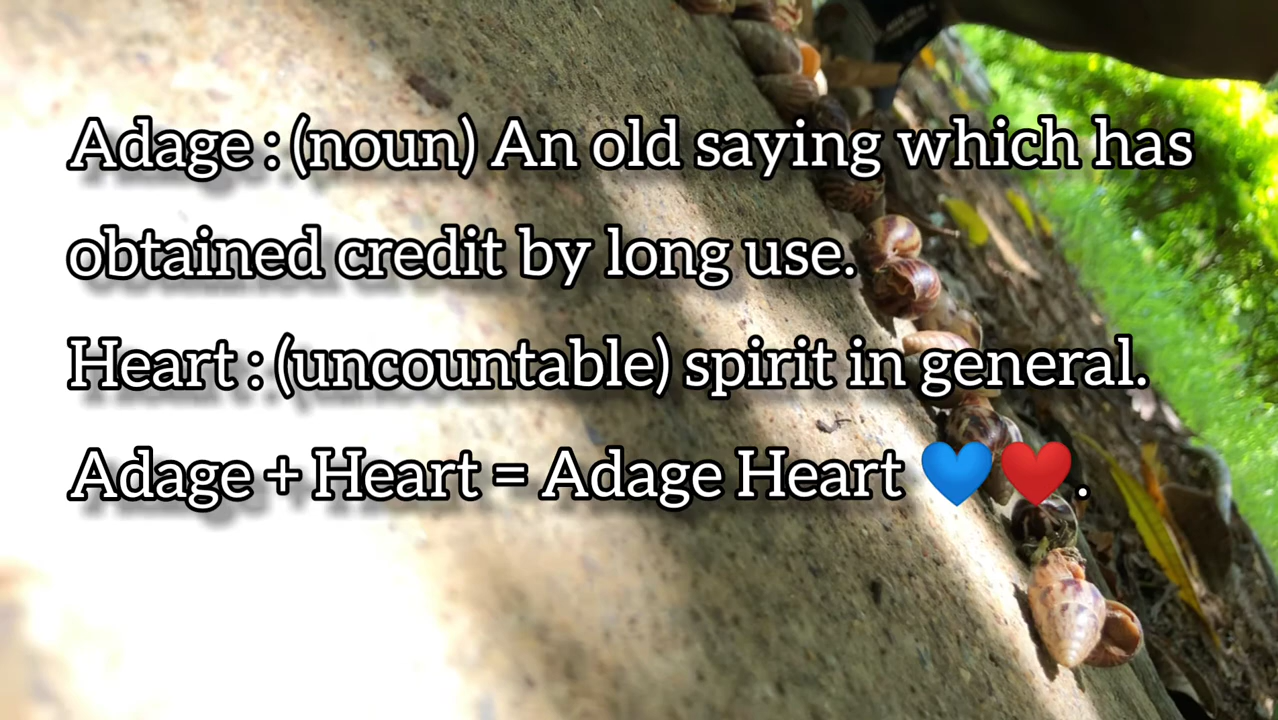 Adage : (noun) An old saying which has
obtained credit by long use.
Heart : (uncountable) spirit in general.
Adage + Heart = Adage Heart 💙❤️.